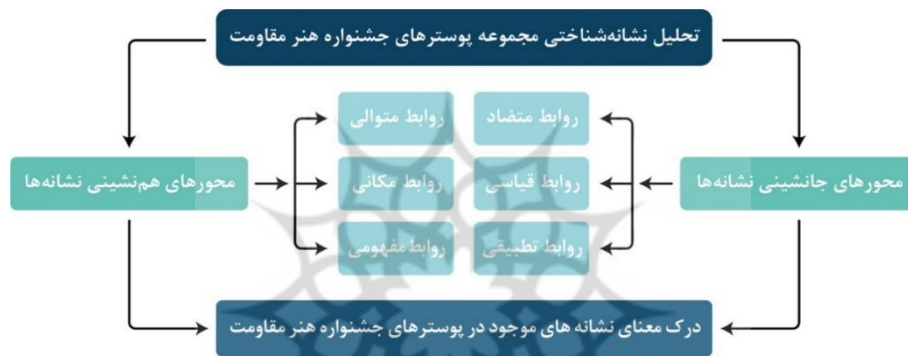 تحلیل نشانه‌شناختی مجموعه پوسترهای جشنواره هنر مقاومت
روابط متضاد
روابط متوالی
محورهای جانشینی نشانه‌ها
روابط قیاسی
روابط مکانی
محورهای هم‌نشینی نشانه‌ها
روابط تطبیقی
روابط مفهومی
درک معنای نشانه های موجود در پوسترهای جشنواره هنر مقاومت